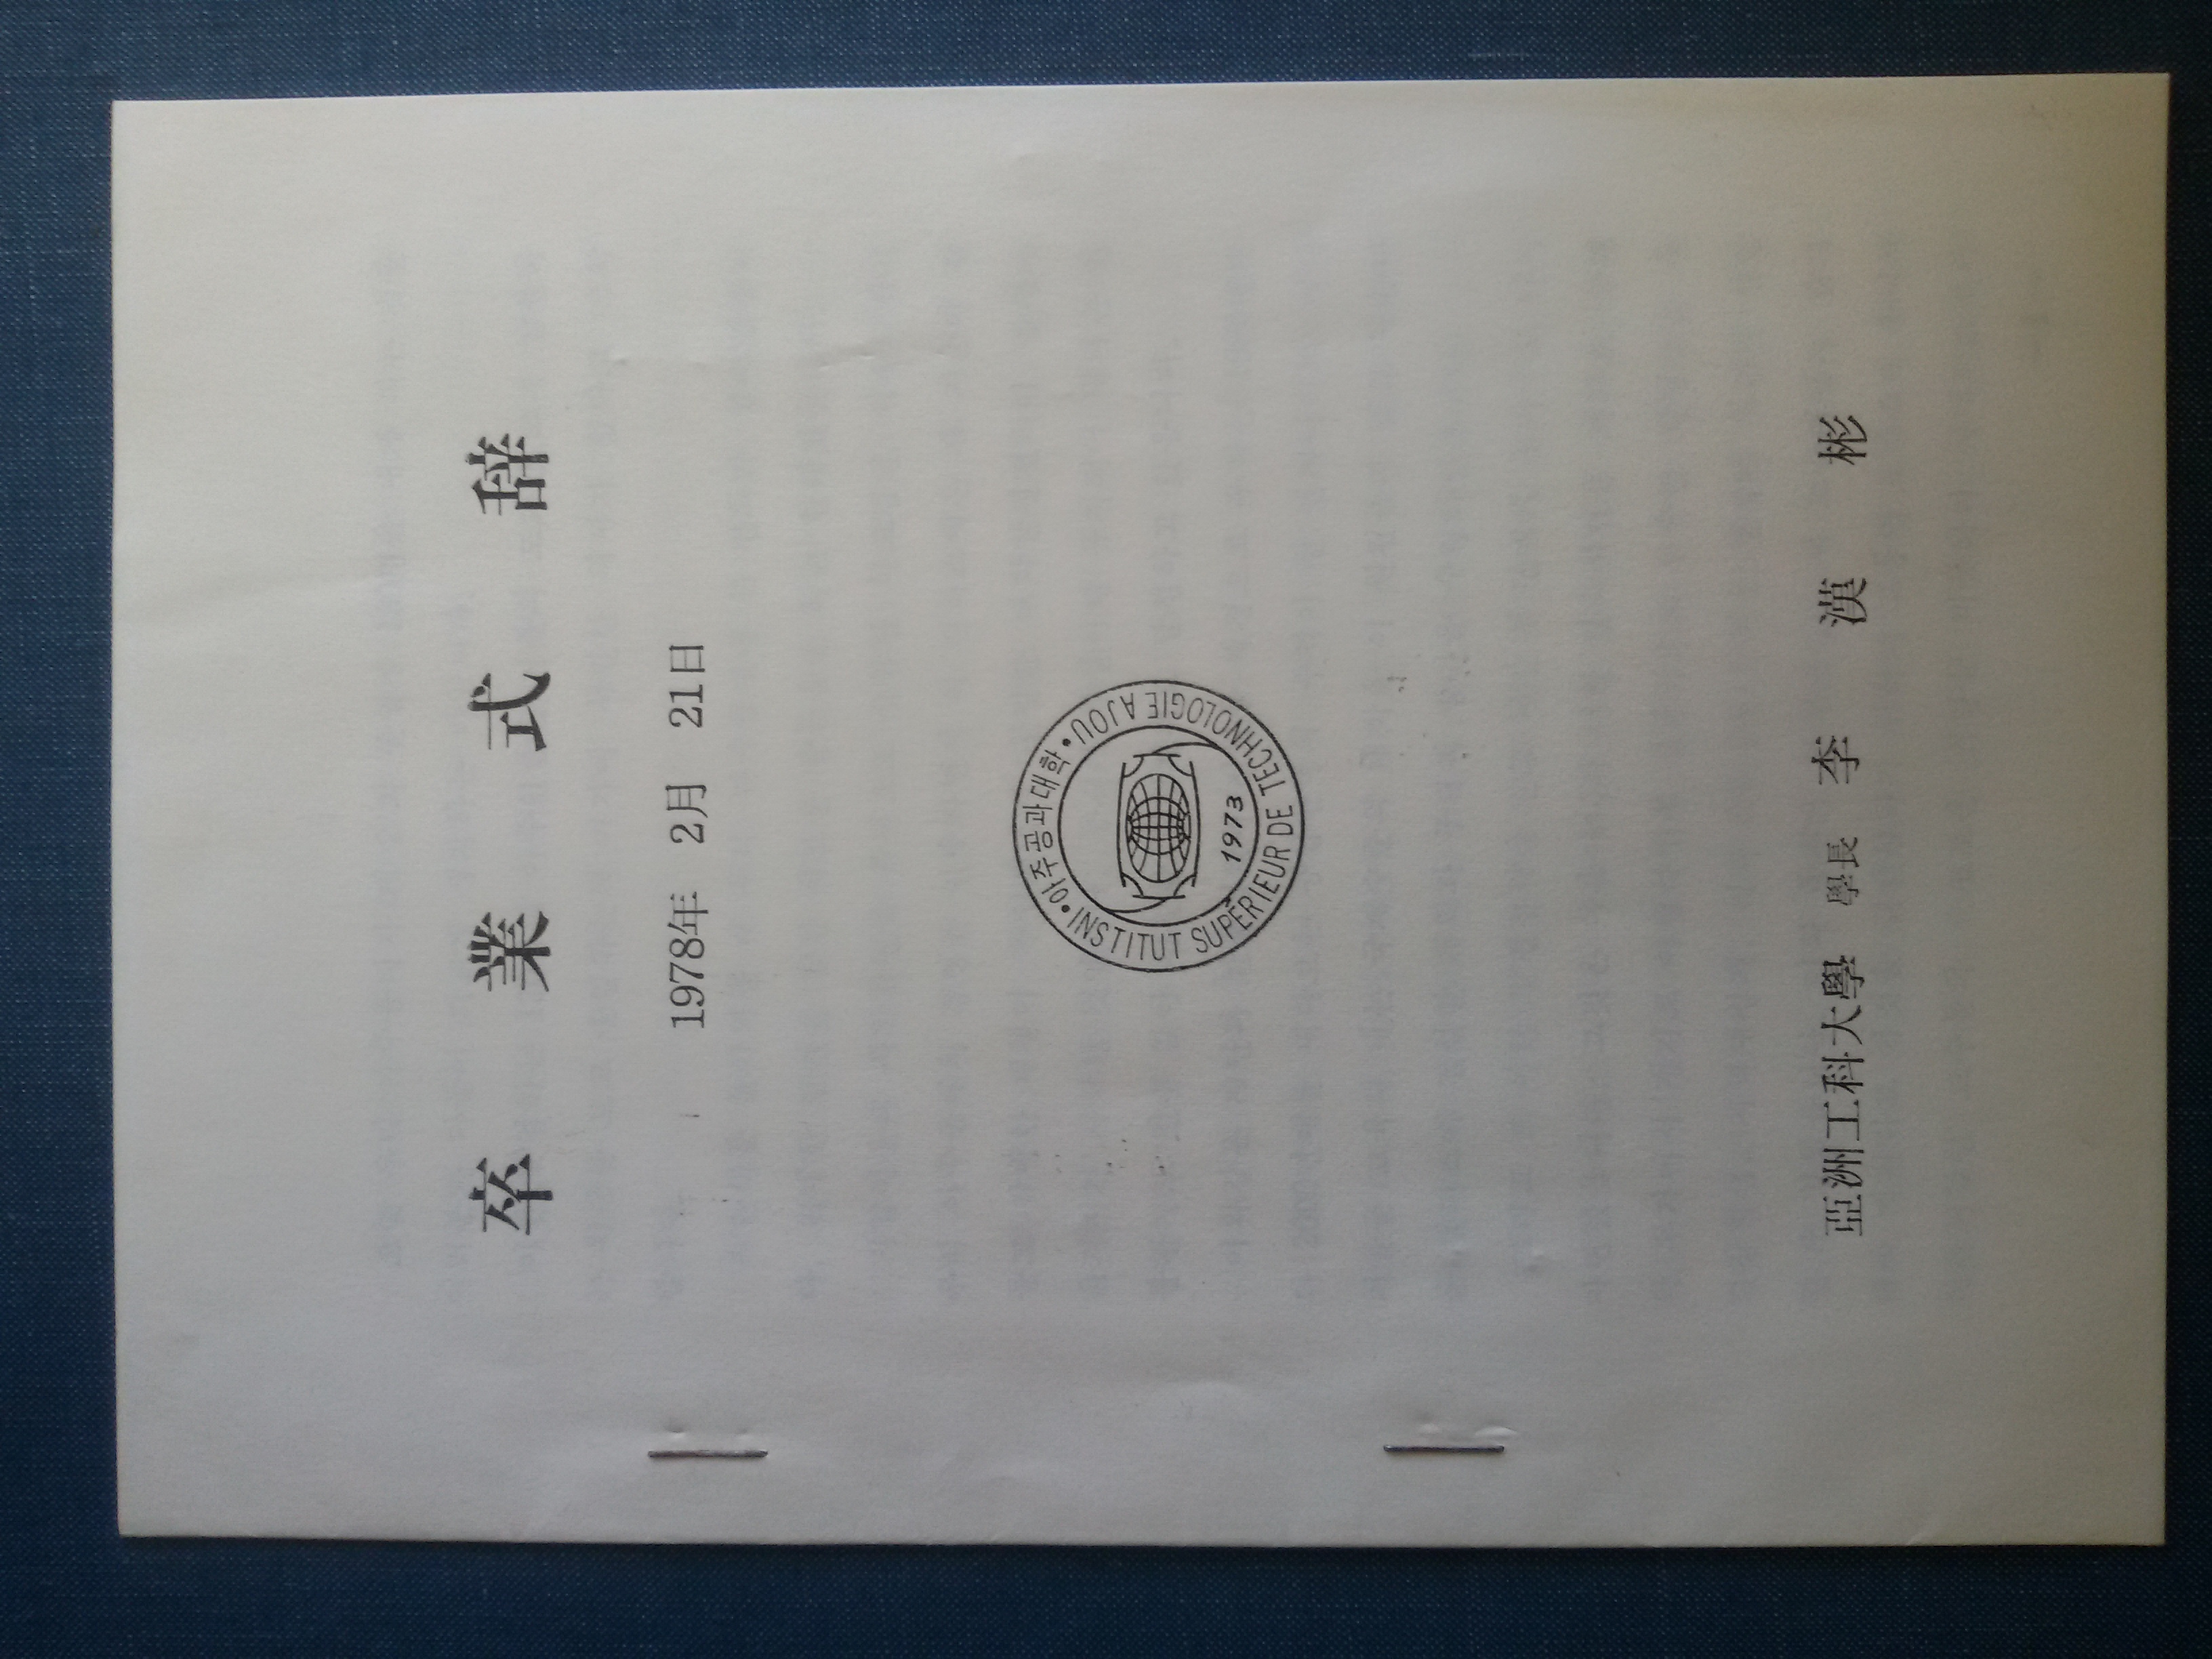 卒業式辞
1978年 2月 21日
아주공과대학
INSTITUT SUPÉRIEUR DE TECHNOLOGIE AJOU
1973
亞洲工科大學 學長 李漢彬